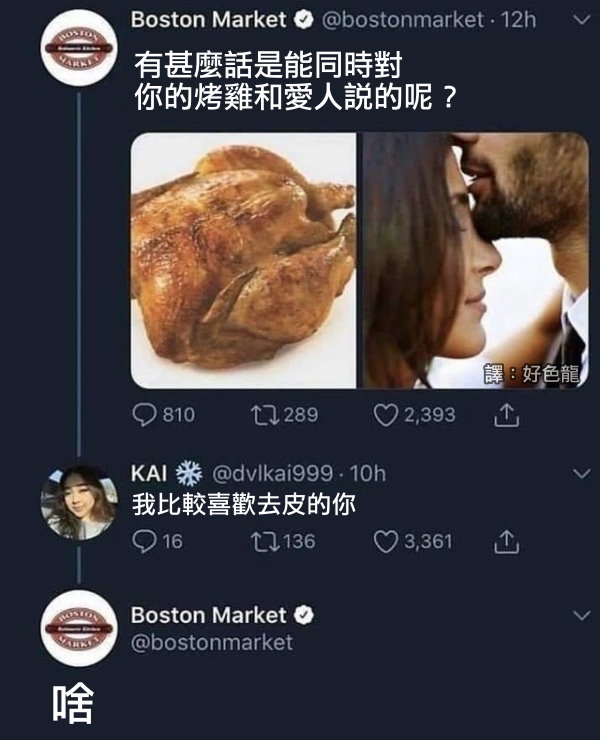 Boston Market @bostonmarket · 12h
有甚麼話是能同時對
你的烤雞和愛人説的呢？
譯：好色龍
810 289 2,393
KAI @dvlkai999 · 10h
我比較喜歡去皮的你
16 136 3,361
Boston Market
@bostonmarket
啥